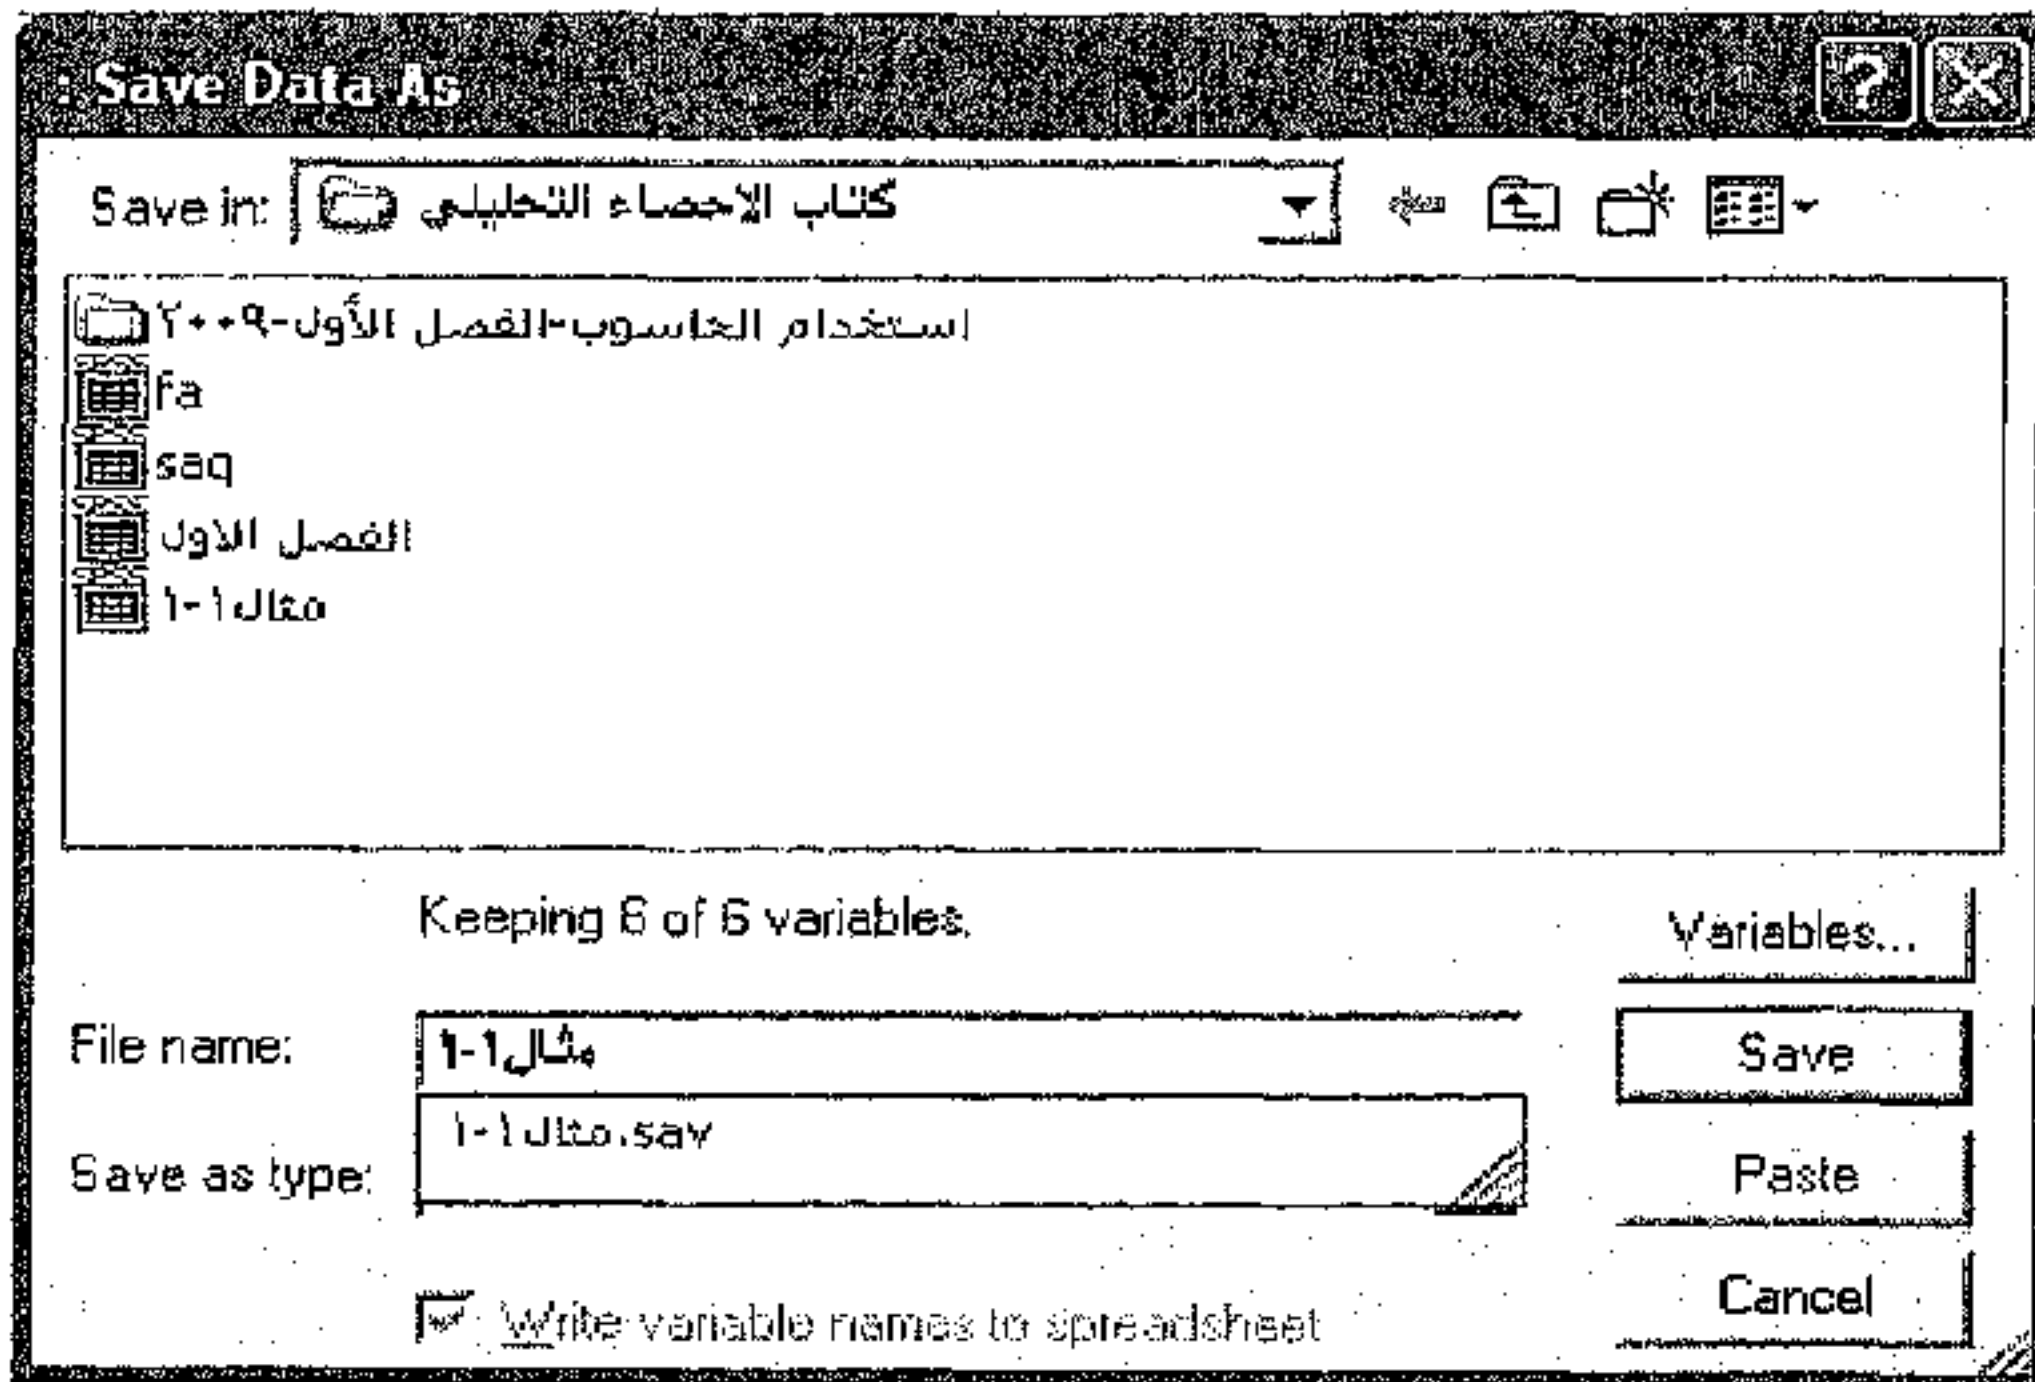 Save Data As
Save in: كتاب الاحصاء التحليلي
استخدام الحاسوب-الفصل الأول-٢٠٠٩
fa
saq
الفصل الاول
مثال١-١
Keeping 6 of 6 variables.
Variables...
File name: مثال١-١
Save
مثال١-١.sav
Save as type:
Paste
Cancel
Write variable names to spreadsheet